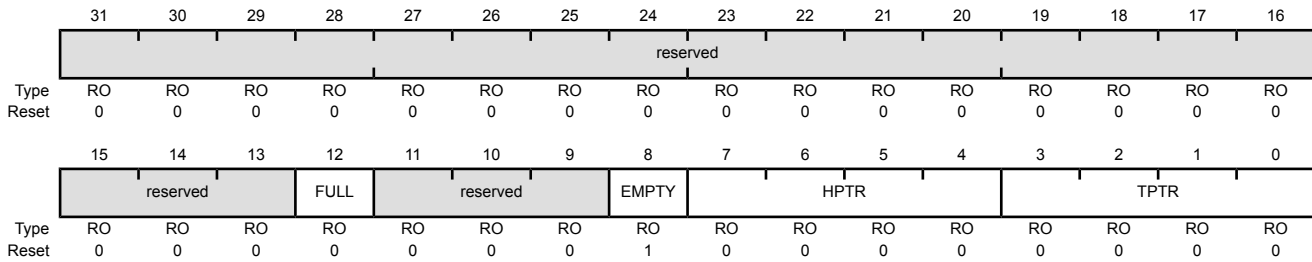 31 30 29 28 27 26 25 24 23 22 21 20 19 18 17 16
reserved
Type RO RO RO RO RO RO RO RO RO RO RO RO RO RO RO RO
Reset 0 0 0 0 0 0 0 0 0 0 0 0 0 0 0 0
15 14 13 12 11 10 9 8 7 6 5 4 3 2 1 0
reserved FULL reserved EMPTY HPTR TPTR
Type RO RO RO RO RO RO RO RO RO RO RO RO RO RO RO RO
Reset 0 0 0 0 0 0 0 1 0 0 0 0 0 0 0 0